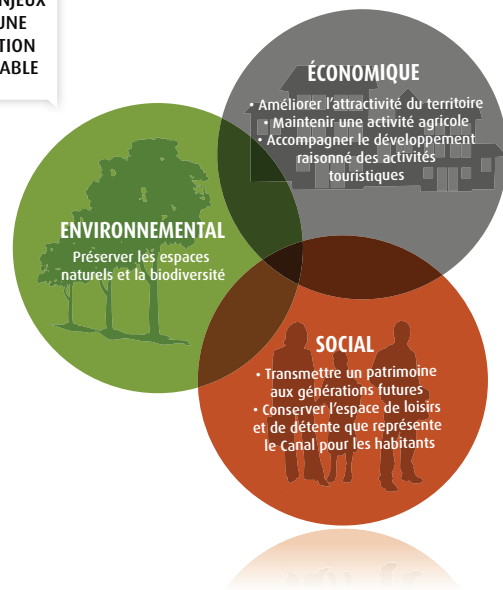 NJEUX
UNE
TION
ABLE
ÉCONOMIQUE
• Améliorer l'attractivité du territoire
• Maintenir une activité agricole
• Accompagner le développement
raisonné des activités
touristiques
ENVIRONNEMENTAL
Préserver les espaces
naturels et la biodiversité
SOCIAL
• Transmettre un patrimoine
aux générations futures
• Conserver l'espace de loisirs
et de détente que représente
le Canal pour les habitants